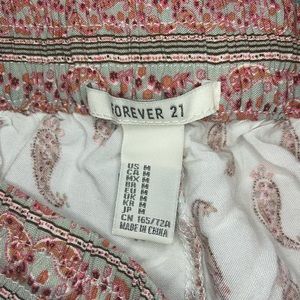 FOREVER 21
US M
CA M
MX M
BR M
EU M
UK M
KR M
JP M
CN 165/72A
MADE IN CHINA